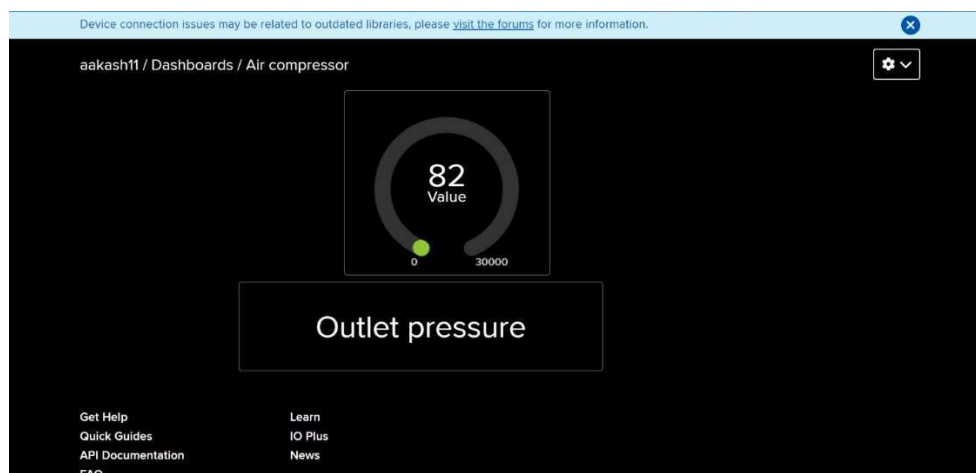 Device connection issues may be related to outdated libraries, please visit the forums for more information.
aakash11 / Dashboards / Air compressor
82
Value
0 30000
Outlet pressure
Get Help Learn
Quick Guides IO Plus
API Documentation News
FAQ